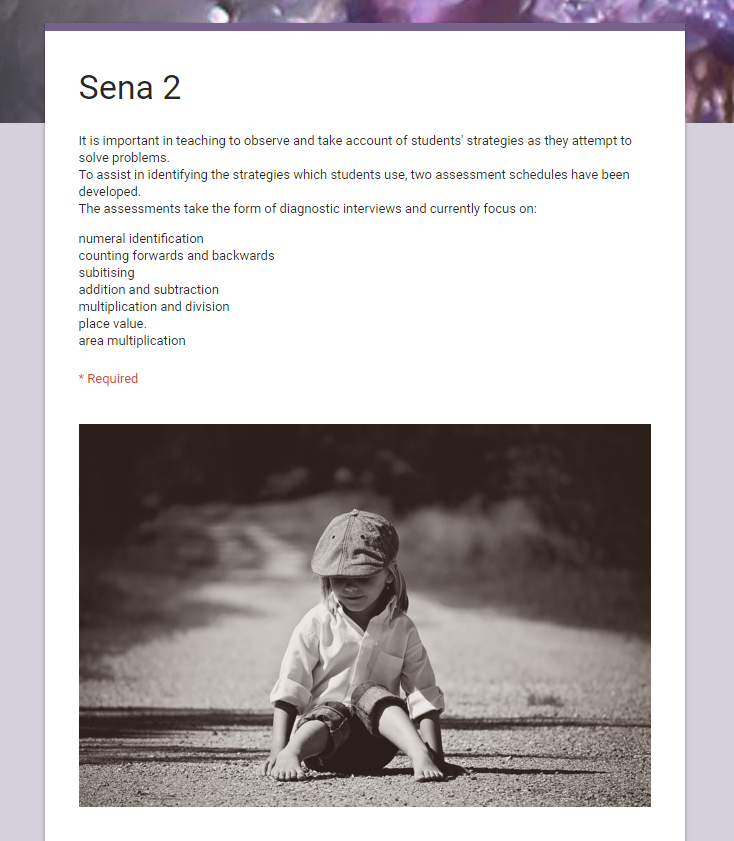 Sena 2
It is important in teaching to observe and take account of students' strategies as they attempt to
solve problems.
To assist in identifying the strategies which students use, two assessment schedules have been
developed.
The assessments take the form of diagnostic interviews and currently focus on:
numeral identification
counting forwards and backwards
subitising
addition and subtraction
multiplication and division
place value.
area multiplication
* Required